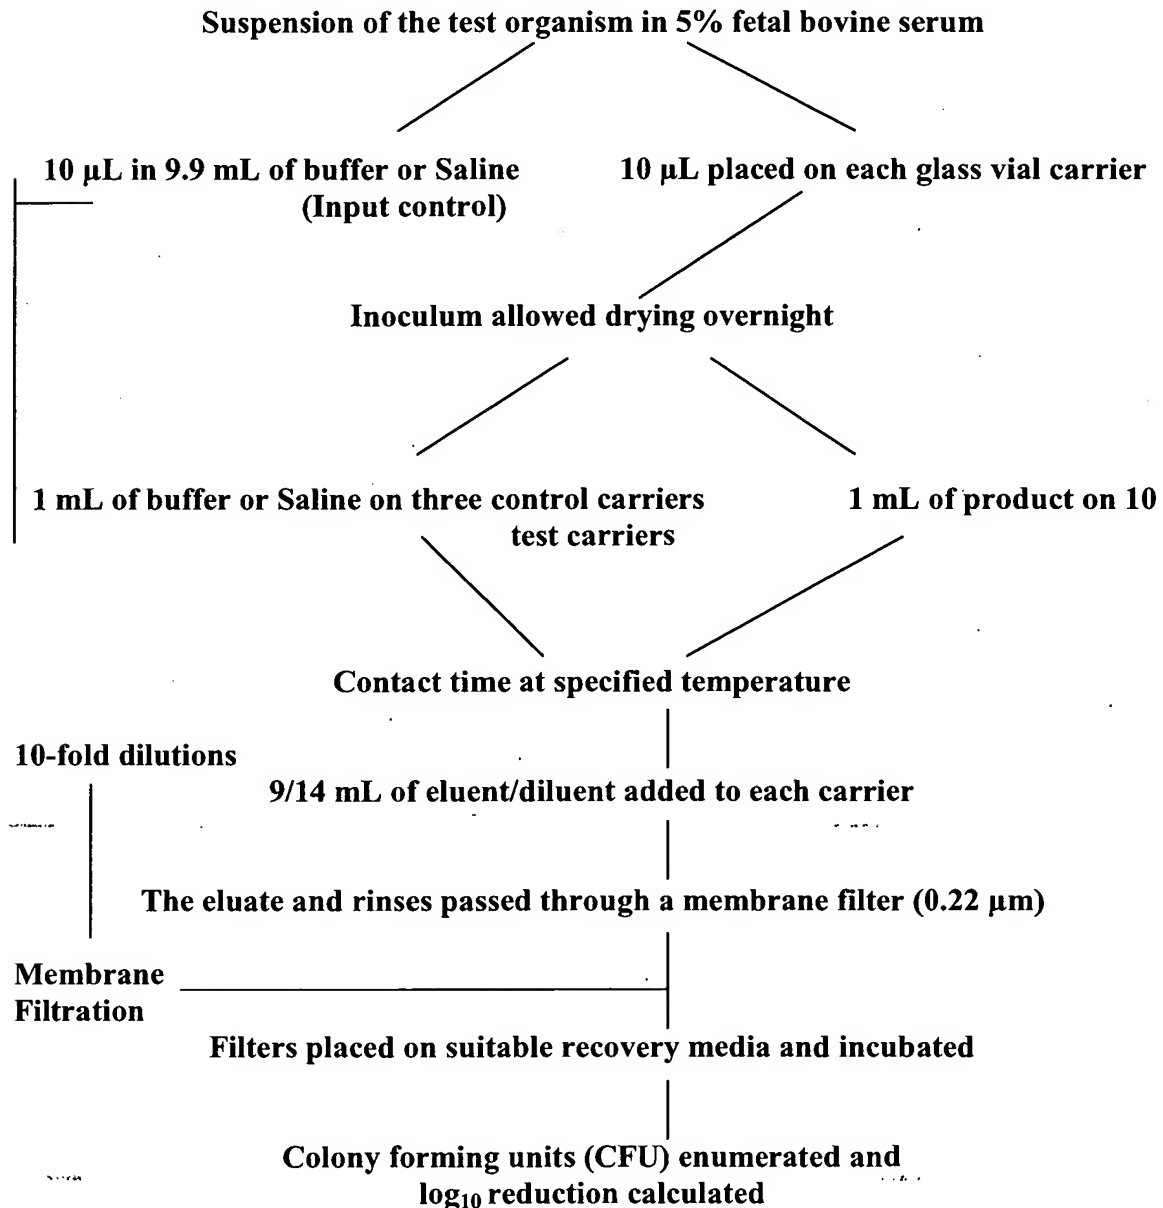 Suspension of the test organism in 5% fetal bovine serum
10 µL in 9.9 mL of buffer or Saline
(Input control)
10 µL placed on each glass vial carrier
Inoculum allowed drying overnight
1 mL of buffer or Saline on three control carriers
1 mL of product on 10
test carriers
Contact time at specified temperature
10-fold dilutions
9/14 mL of eluent/diluent added to each carrier
The eluate and rinses passed through a membrane filter (0.22 µm)
Membrane
Filtration
Filters placed on suitable recovery media and incubated
Colony forming units (CFU) enumerated and
log₁₀ reduction calculated